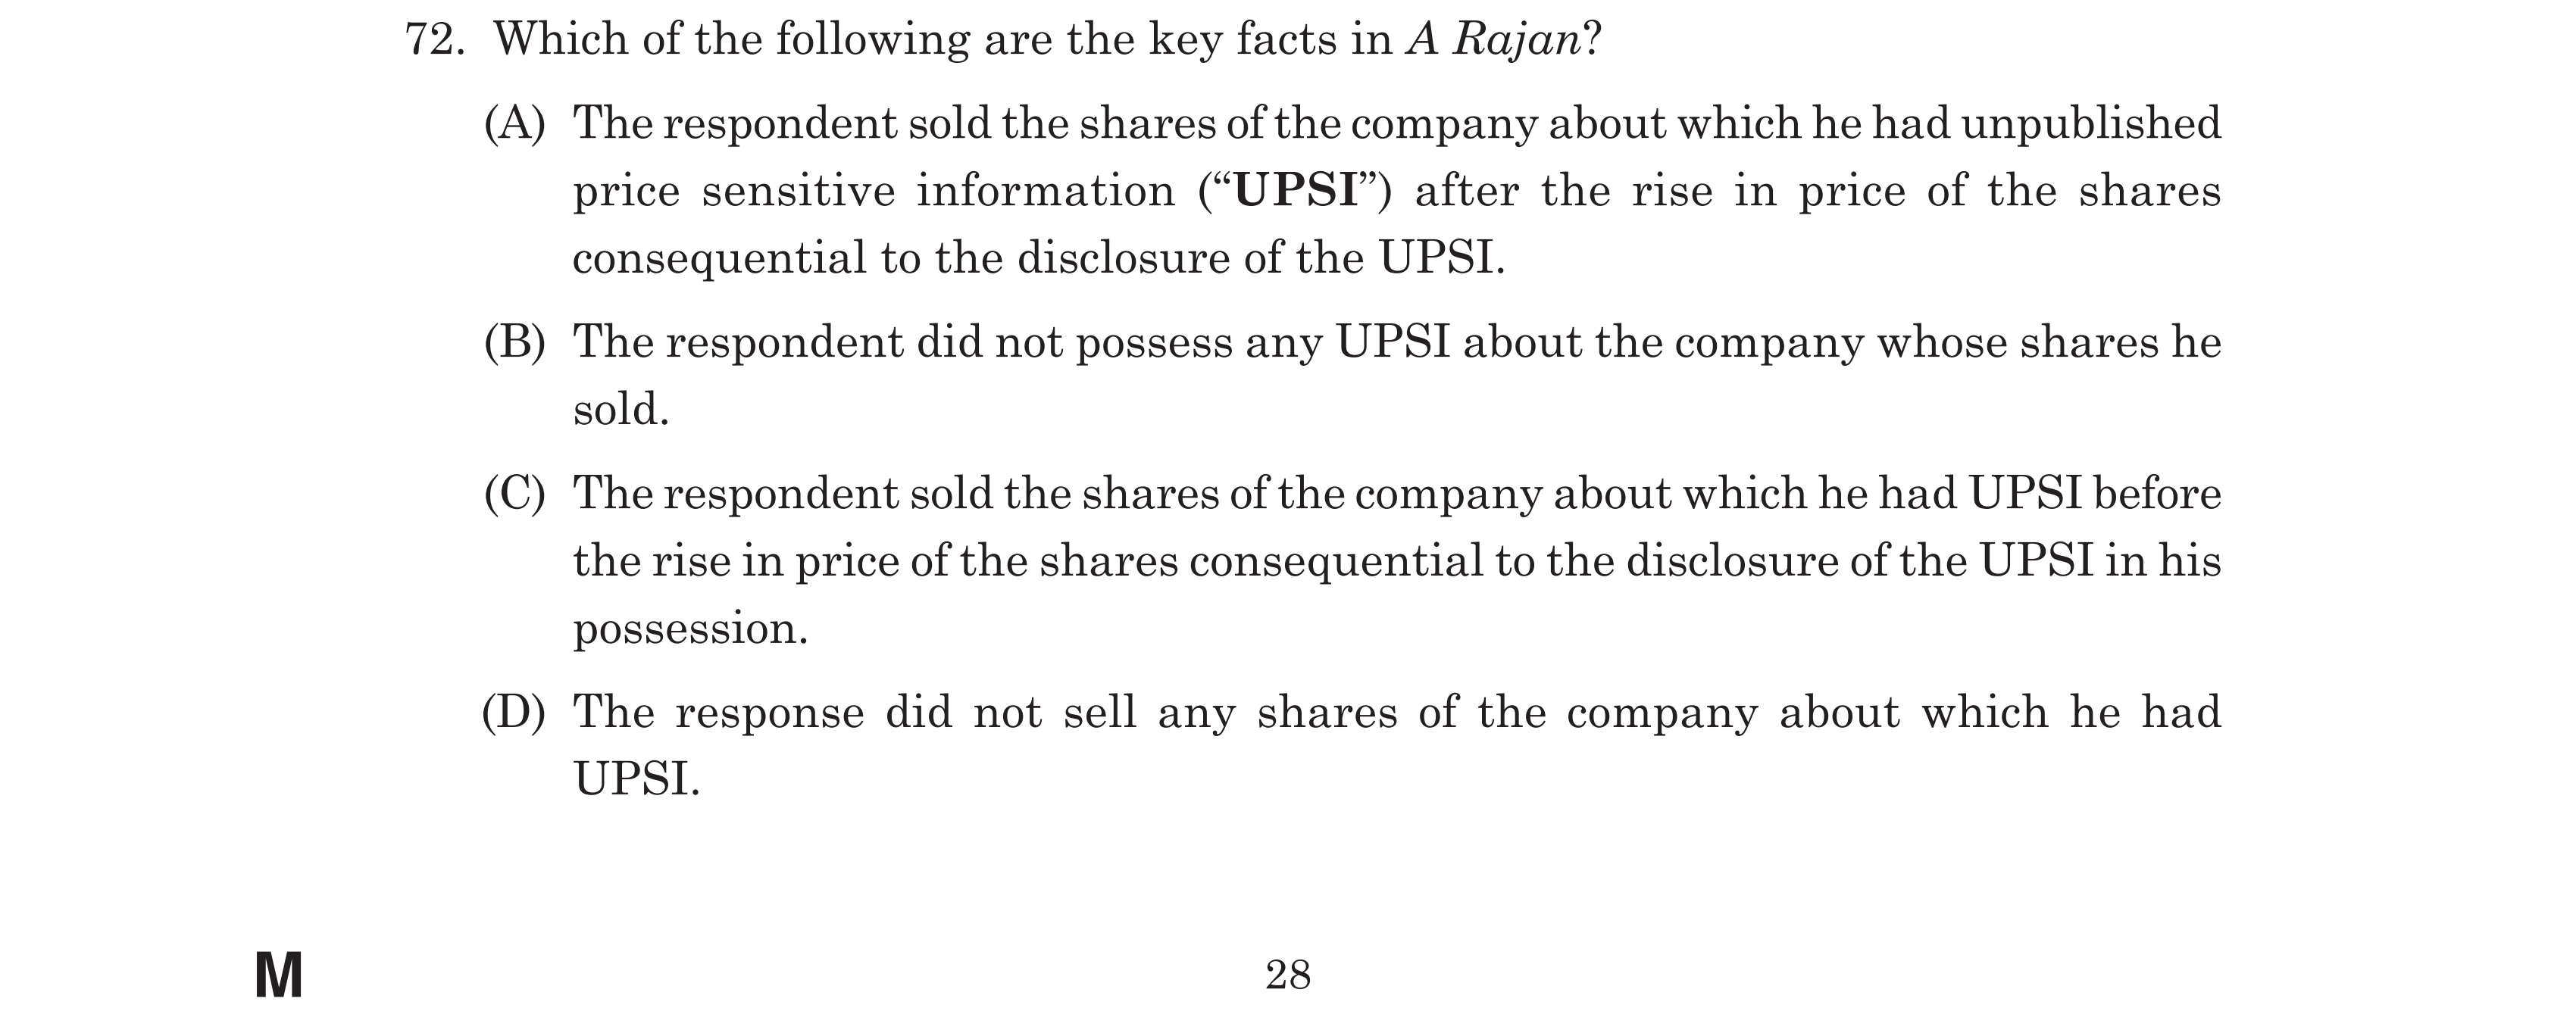 72. Which of the following are the key facts in A Rajan?
(A) The respondent sold the shares of the company about which he had unpublished
price sensitive information (“UPSI”) after the rise in price of the shares
consequential to the disclosure of the UPSI.
(B) The respondent did not possess any UPSI about the company whose shares he
sold.
(C) The respondent sold the shares of the company about which he had UPSI before
the rise in price of the shares consequential to the disclosure of the UPSI in his
possession.
(D) The response did not sell any shares of the company about which he had
UPSI.
M 28